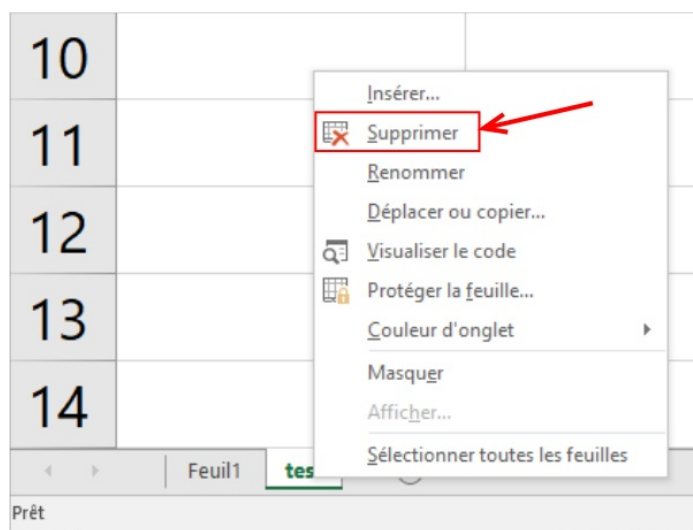 10
11
12
13
14
Insérer...
Supprimer
Renommer
Déplacer ou copier...
Visualiser le code
Protéger la feuille...
Couleur d'onglet
Masquer
Afficher...
Sélectionner toutes les feuilles
Feuil1 tes
Prêt